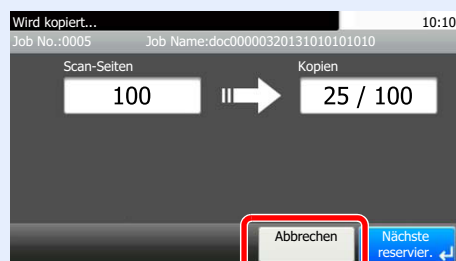 Wird kopiert... 10:10
Job No.:0005 Job Name:doc00000320131010101010
Scan-Seiten Kopien
100 25 / 100
Abbrechen Nächste
reservier.